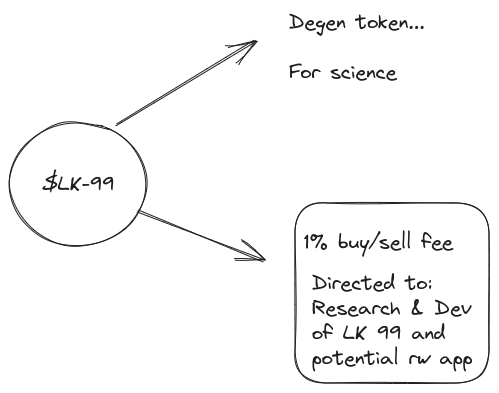 Degen token...
For science
$LK-99
1% buy/sell fee
Directed to:
Research & Dev
of LK 99 and
potential rw app